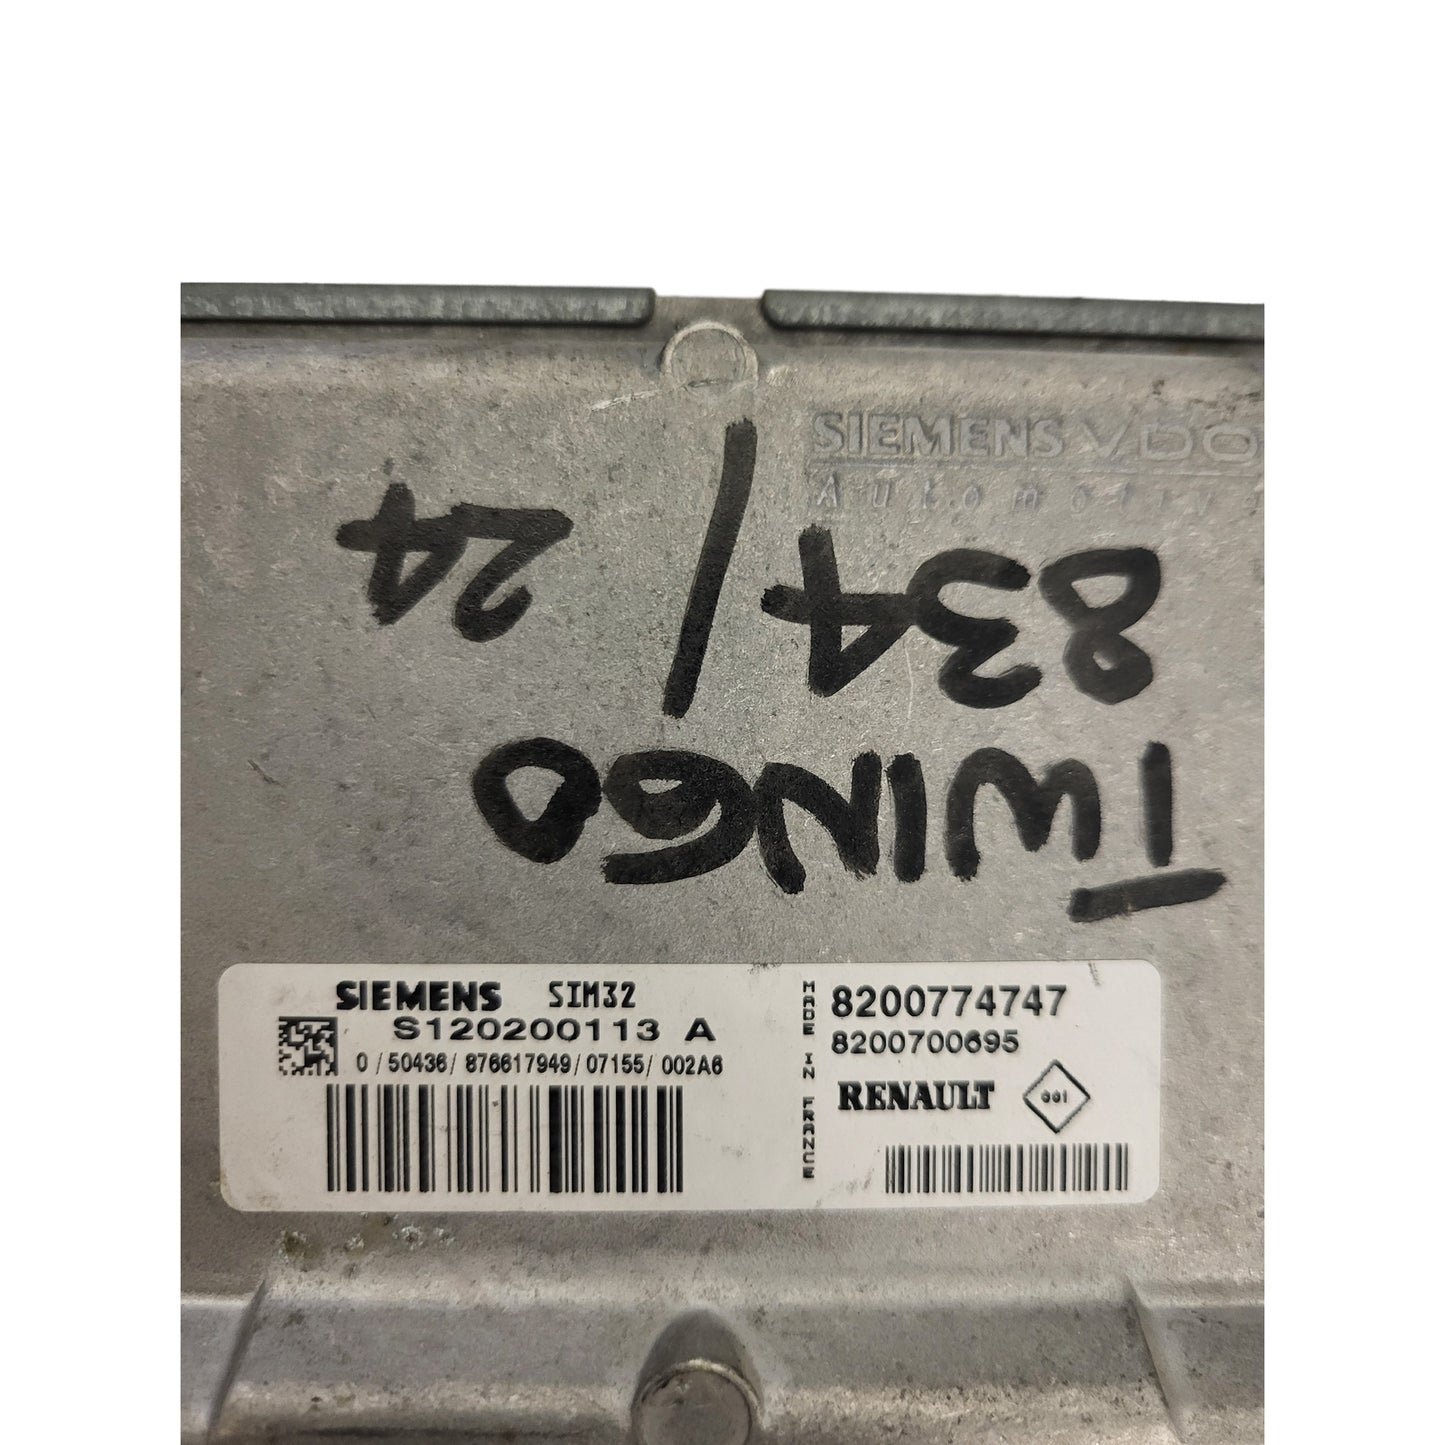 SIEMENS VDO
Automotive
TWINGO
834 / 24
SIEMENS SIM32
S120200113 A
0 / 50436 / 876617949 / 07155 / 002A6
MADE IN FRANCE
8200774747
8200700695
RENAULT 001